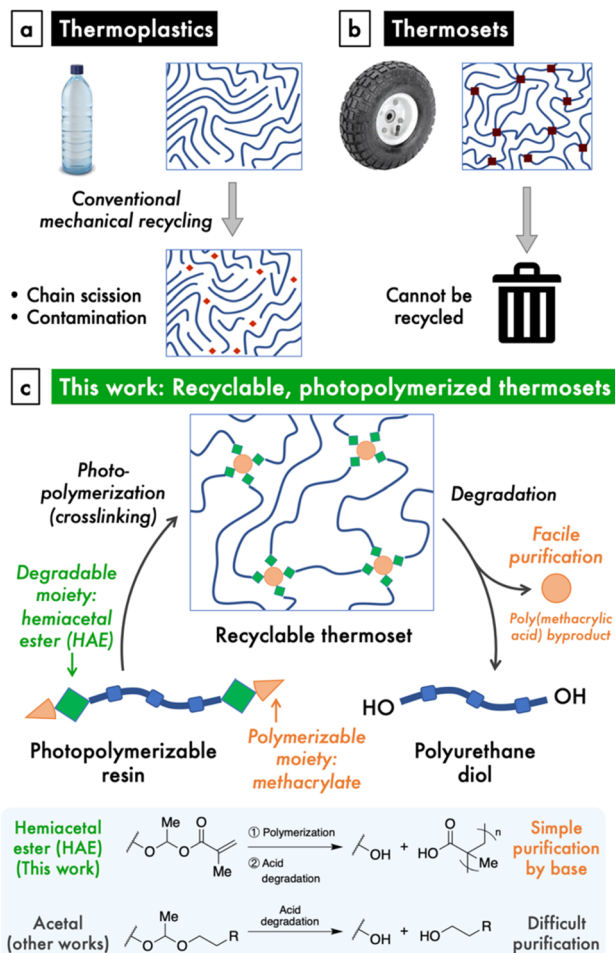 a Thermoplastics
b Thermosets
Conventional
mechanical recycling
• Chain scission
• Contamination
Cannot be
recycled
c This work: Recyclable, photopolymerized thermosets
Photo-
polymerization
(crosslinking)
Degradation
Facile
purification
Poly(methacrylic
acid) byproduct
Degradable
moiety:
hemiacetal
ester (HAE)
Recyclable thermoset
HO
OH
Photopolymerizable
resin
Polymerizable
moiety:
methacrylate
Polyurethane
diol
Hemiacetal
ester (HAE)
(This work)
Me
O
O
O
Me
① Polymerization
② Acid
degradation
OH
+
O
HO
n
Me
Simple
purification
by base
Acetal
(other works)
Me
O
O
R
Acid
degradation
OH
+
HO
R
Difficult
purification